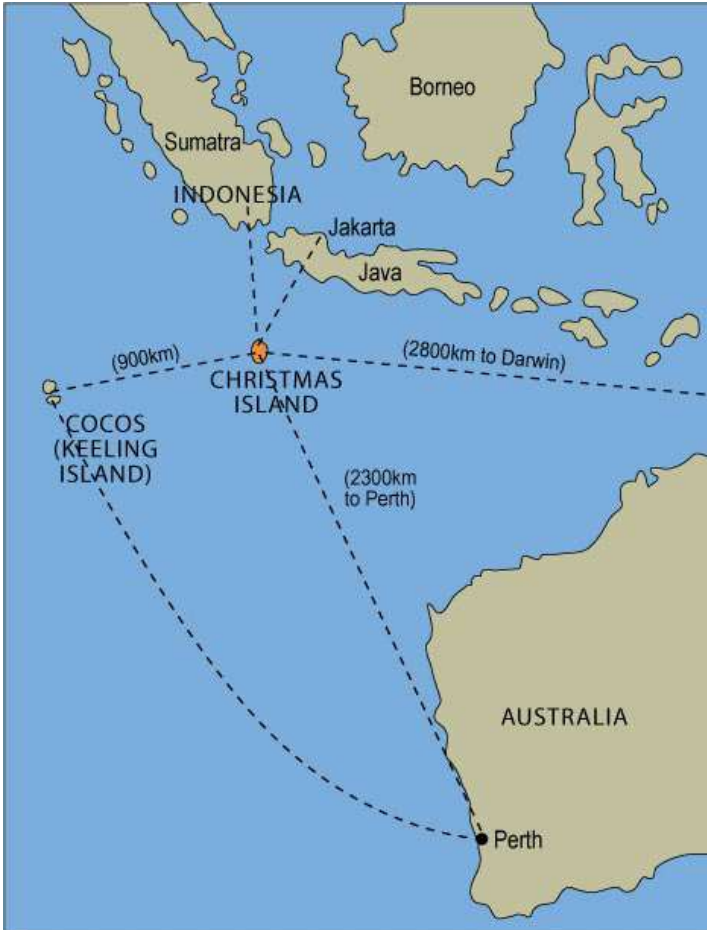 Borneo
Sumatra
INDONESIA
Jakarta
Java
(900km)
(2800km to Darwin)
CHRISTMAS
ISLAND
COCOS
(KEELING
ISLAND)
(2300km
to Perth)
AUSTRALIA
Perth